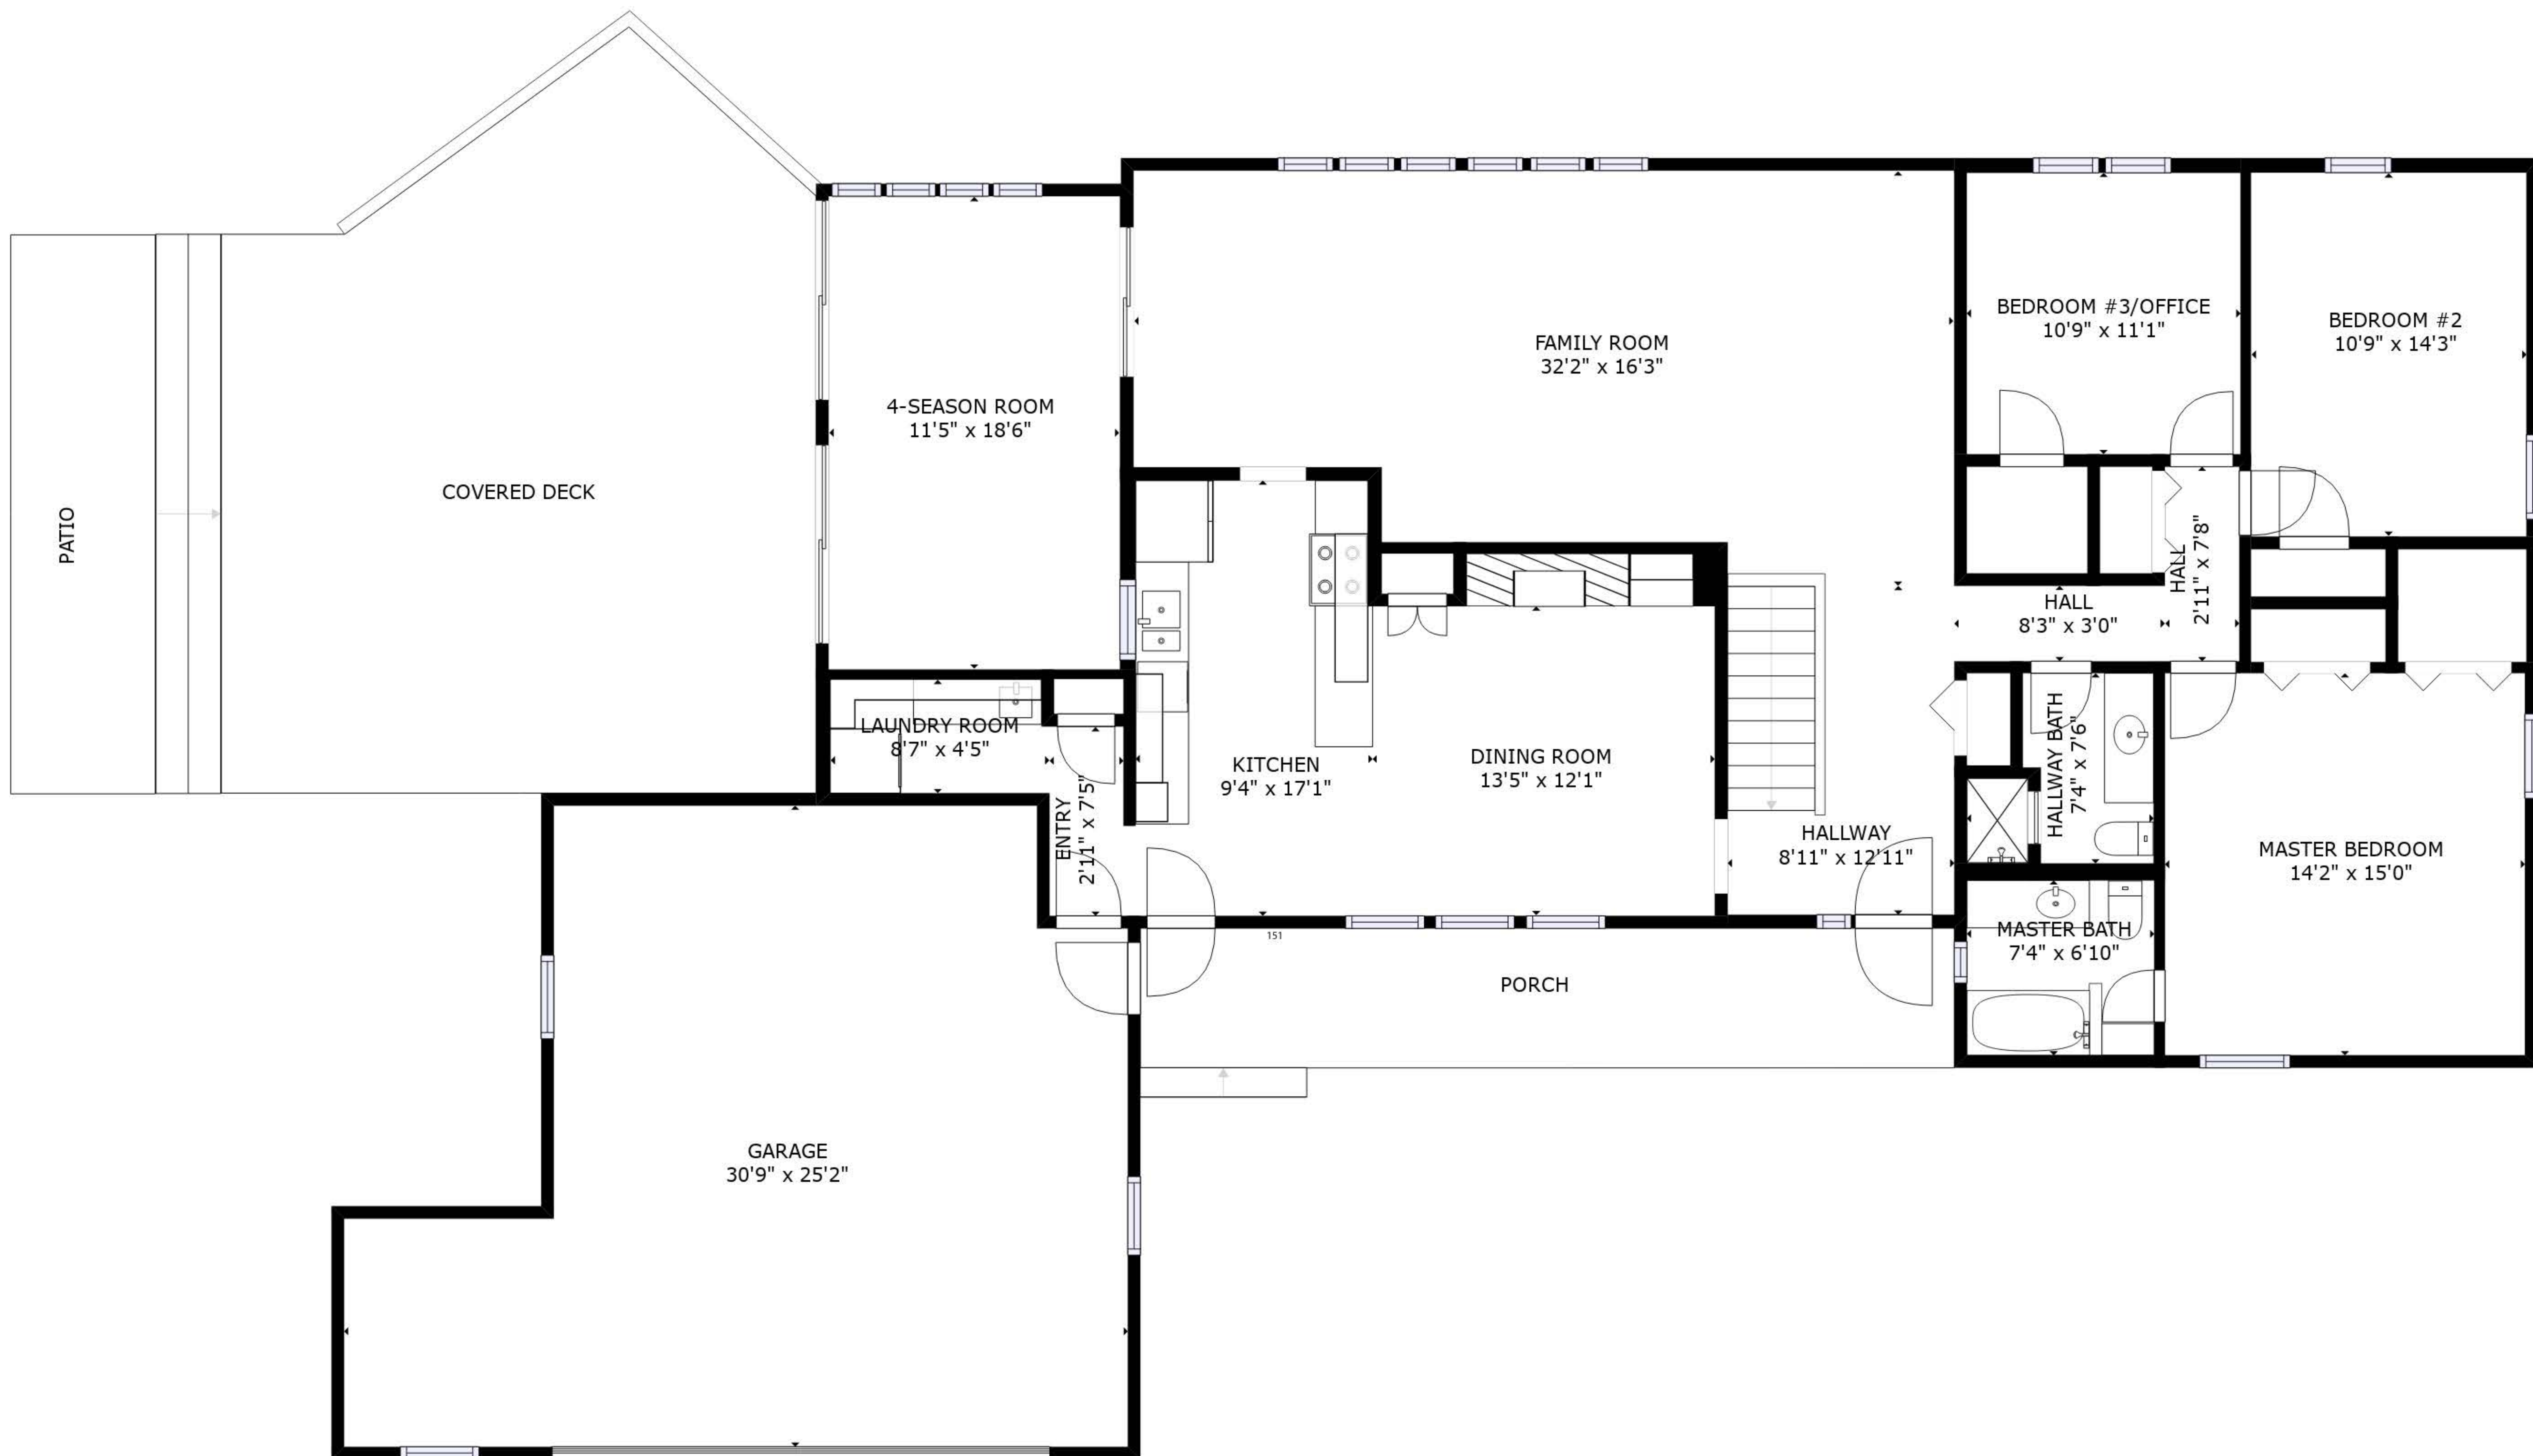 BEDROOM #3/OFFICE
10'9" x 11'1"
BEDROOM #2
10'9" x 14'3"
FAMILY ROOM
32'2" x 16'3"
4-SEASON ROOM
11'5" x 18'6"
COVERED DECK
PATIO
HALL
2'11" x 7'8"
HALL
8'3" x 3'0"
LAUNDRY ROOM
8'7" x 4'5"
KITCHEN
9'4" x 17'1"
DINING ROOM
13'5" x 12'1"
HALLWAY BATH
7'4" x 7'6"
ENTRY
2'11" x 7'5"
HALLWAY
8'11" x 12'11"
MASTER BEDROOM
14'2" x 15'0"
MASTER BATH
7'4" x 6'10"
151
PORCH
GARAGE
30'9" x 25'2"